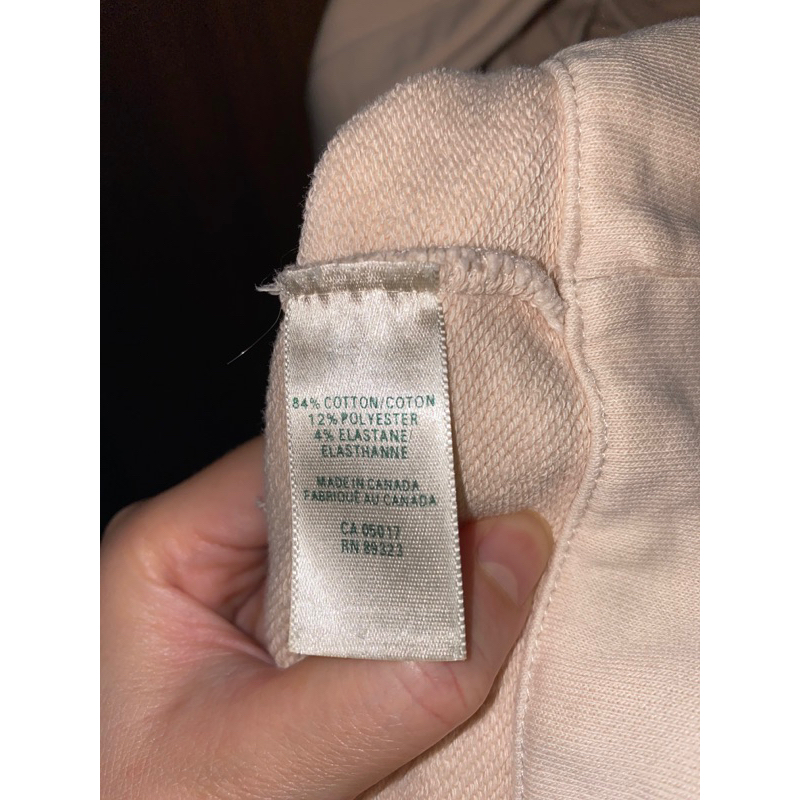 84% COTTON/COTON
12% POLYESTER
4% ELASTANE/
ELASTHANNE
MADE IN CANADA
FABRIQUÉ AU CANADA
CA 05017
RN 89323